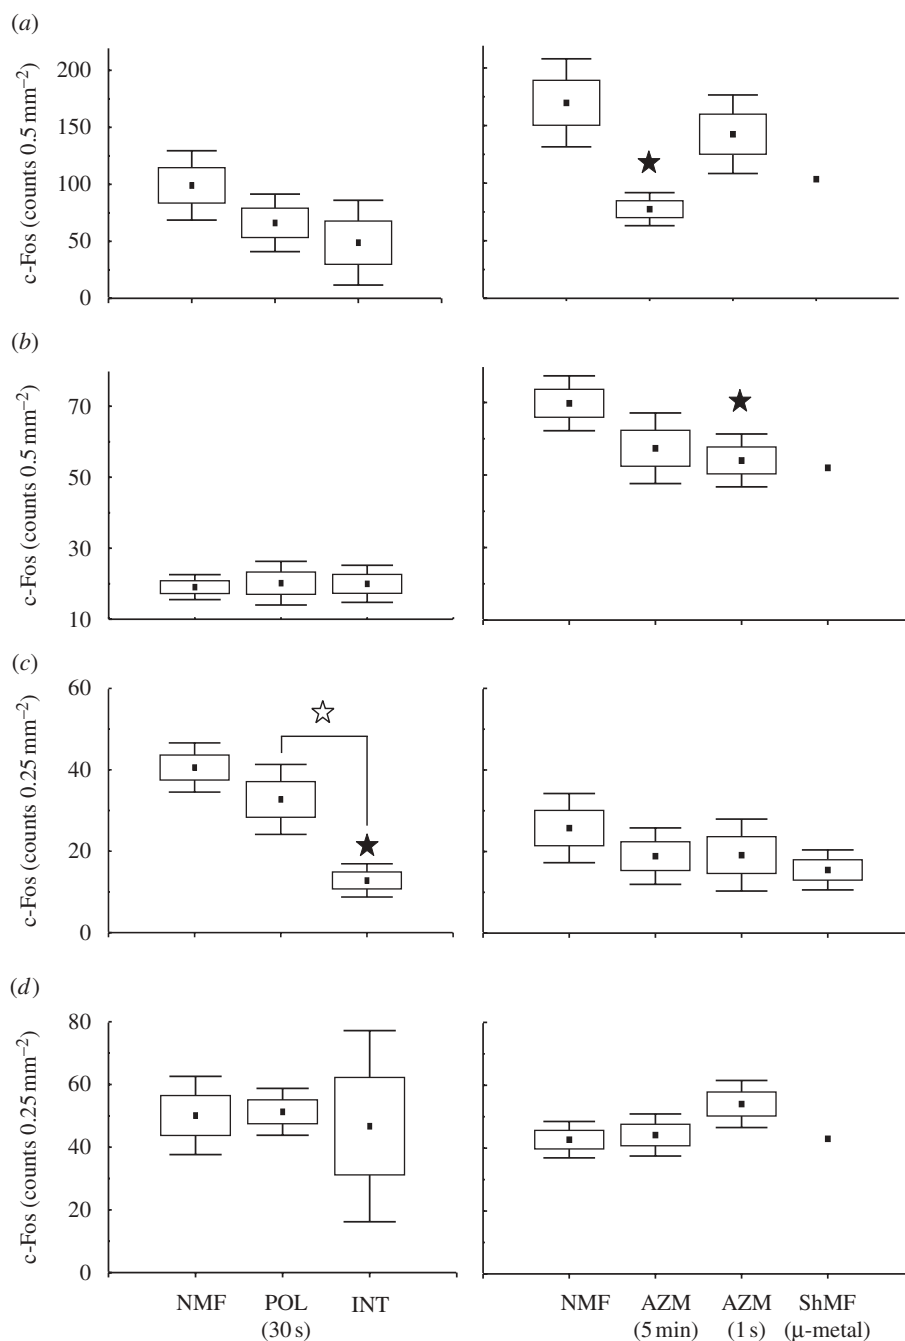 (a)
c-Fos (counts 0.5 mm⁻²)
200
150
100
50
0
(b)
c-Fos (counts 0.5 mm⁻²)
70
50
30
10
(c)
c-Fos (counts 0.25 mm⁻²)
60
40
20
0
(d)
c-Fos (counts 0.25 mm⁻²)
80
60
40
20
0
NMF POL INT NMF AZM AZM ShMF
(30 s) (5 min) (1 s) (μ-metal)